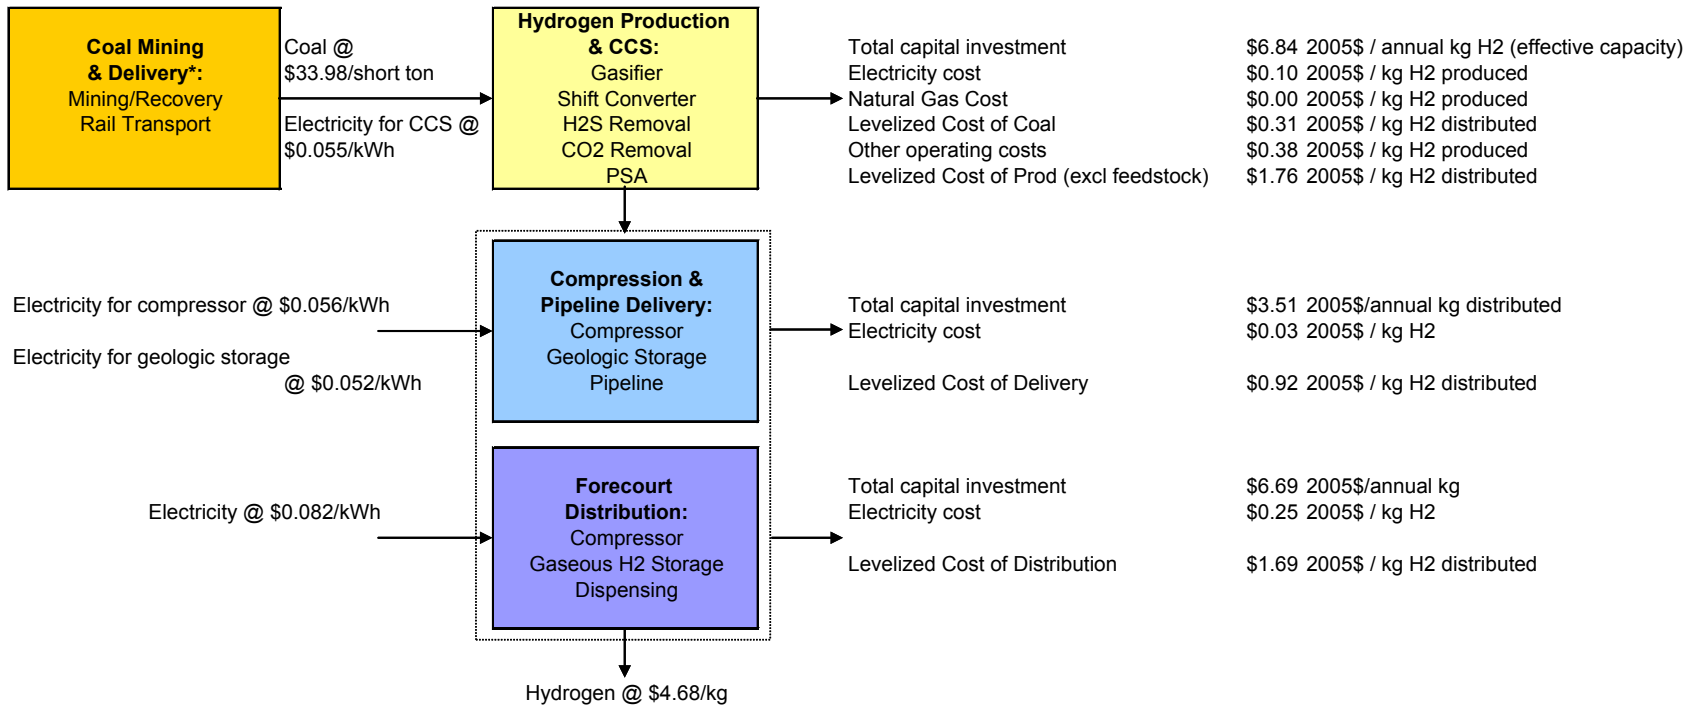 Coal Mining
& Delivery*:
Mining/Recovery
Rail Transport
Coal @
$33.98/short ton
Electricity for CCS @
$0.055/kWh
Hydrogen Production
& CCS:
Gasifier
Shift Converter
H2S Removal
CO2 Removal
PSA
Total capital investment $6.84 2005$ / annual kg H2 (effective capacity)
Electricity cost $0.10 2005$ / kg H2 produced
Natural Gas Cost $0.00 2005$ / kg H2 produced
Levelized Cost of Coal $0.31 2005$ / kg H2 distributed
Other operating costs $0.38 2005$ / kg H2 produced
Levelized Cost of Prod (excl feedstock) $1.76 2005$ / kg H2 distributed
Electricity for compressor @ $0.056/kWh
Electricity for geologic storage
@ $0.052/kWh
Compression &
Pipeline Delivery:
Compressor
Geologic Storage
Pipeline
Total capital investment $3.51 2005$/annual kg distributed
Electricity cost $0.03 2005$ / kg H2
Levelized Cost of Delivery $0.92 2005$ / kg H2 distributed
Electricity @ $0.082/kWh
Forecourt
Distribution:
Compressor
Gaseous H2 Storage
Dispensing
Total capital investment $6.69 2005$/annual kg
Electricity cost $0.25 2005$ / kg H2
Levelized Cost of Distribution $1.69 2005$ / kg H2 distributed
Hydrogen @ $4.68/kg